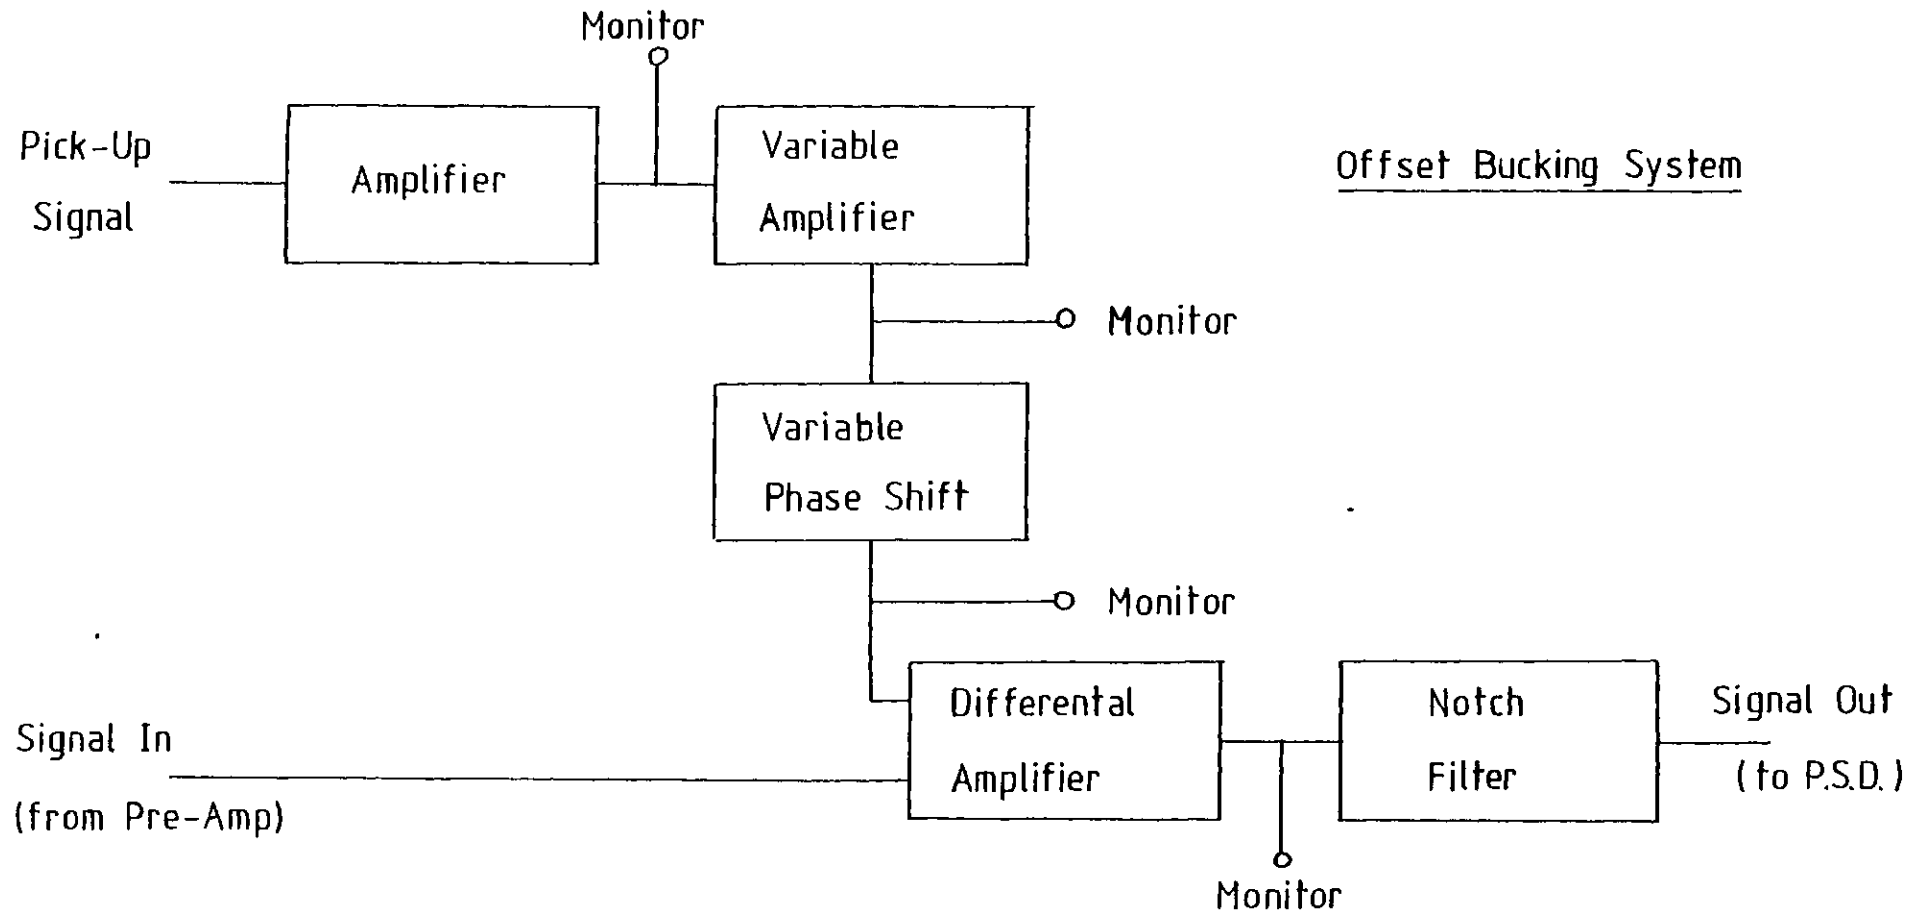 Monitor
Pick-Up
Signal
Amplifier
Variable
Amplifier
Offset Bucking System
Monitor
Variable
Phase Shift
Monitor
Signal In
(from Pre-Amp)
Differental
Amplifier
Notch
Filter
Signal Out
(to P.S.D.)
Monitor